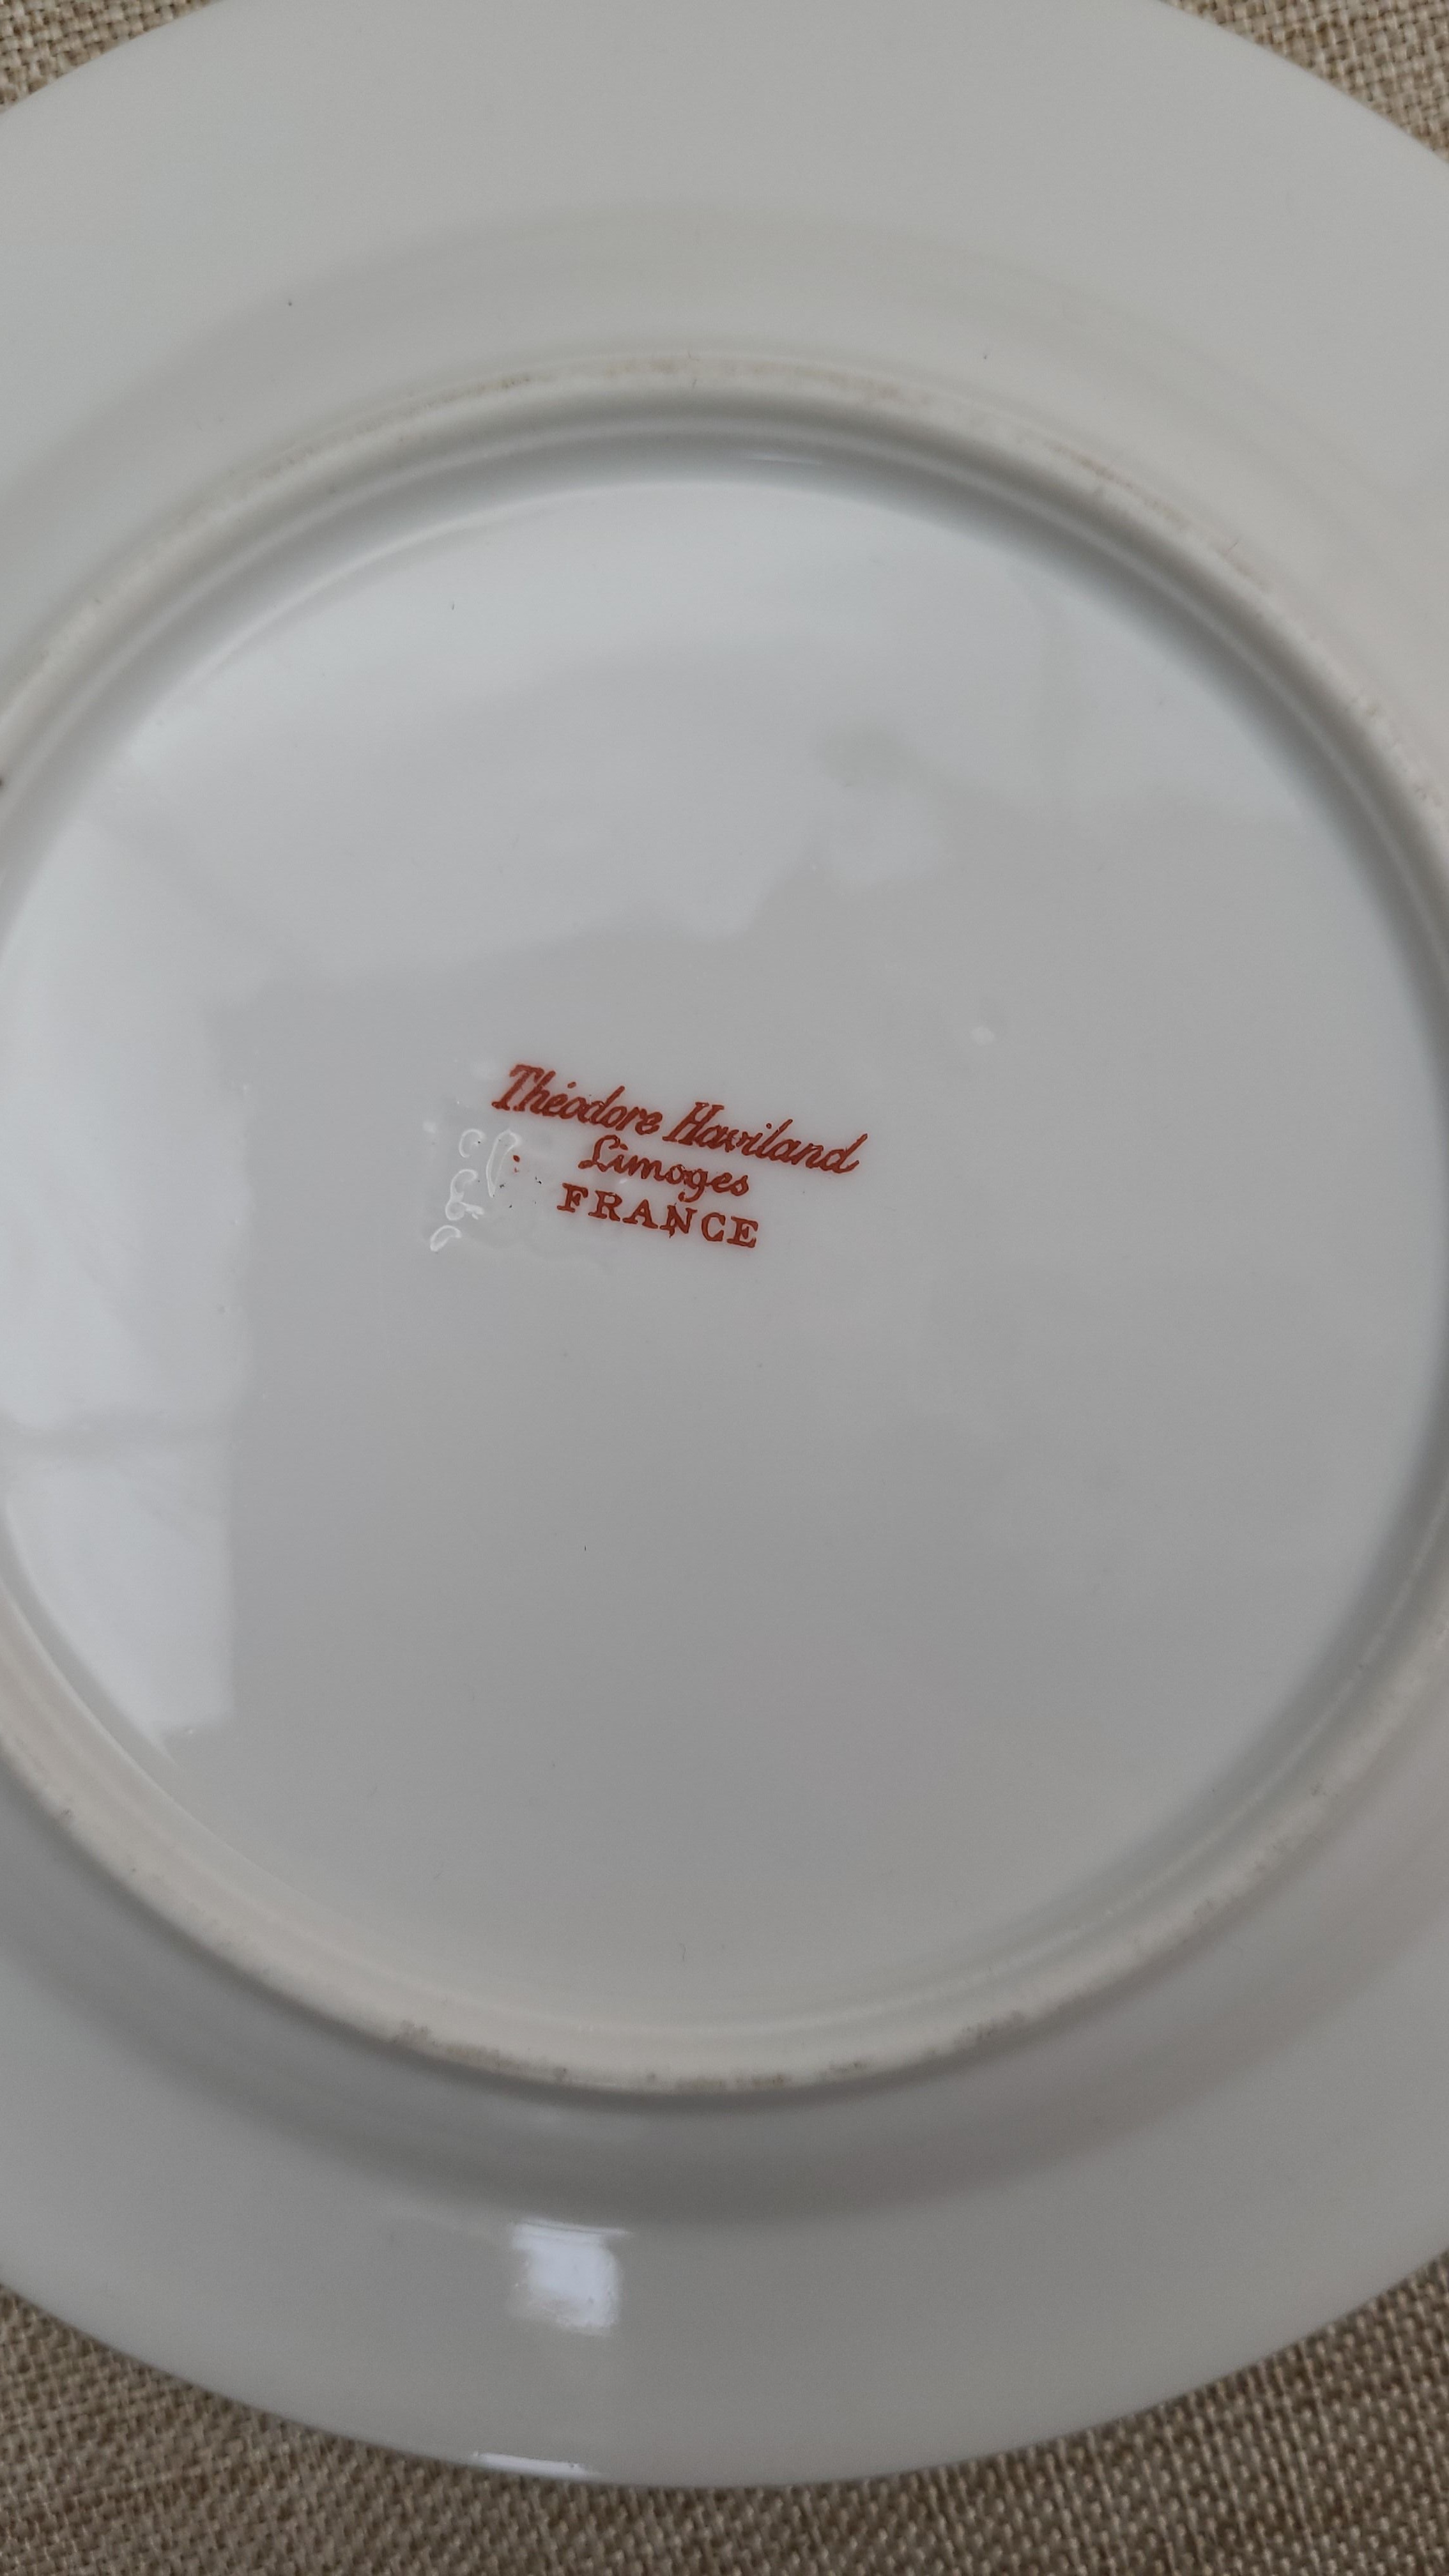 Théodore Haviland
Limoges
FRANCE